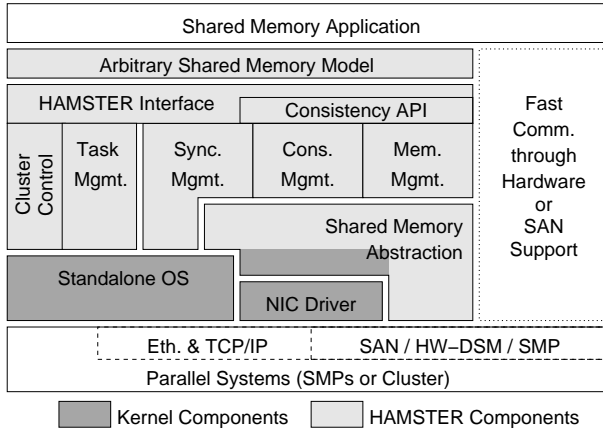 Shared Memory Application
Arbitrary Shared Memory Model
HAMSTER Interface
Consistency API
Cluster
Control
Task
Mgmt.
Sync.
Mgmt.
Cons.
Mgmt.
Mem.
Mgmt.
Fast
Comm.
through
Hardware
or
SAN
Support
Shared Memory
Abstraction
Standalone OS
NIC Driver
Eth. & TCP/IP
SAN / HW−DSM / SMP
Parallel Systems (SMPs or Cluster)
Kernel Components
HAMSTER Components